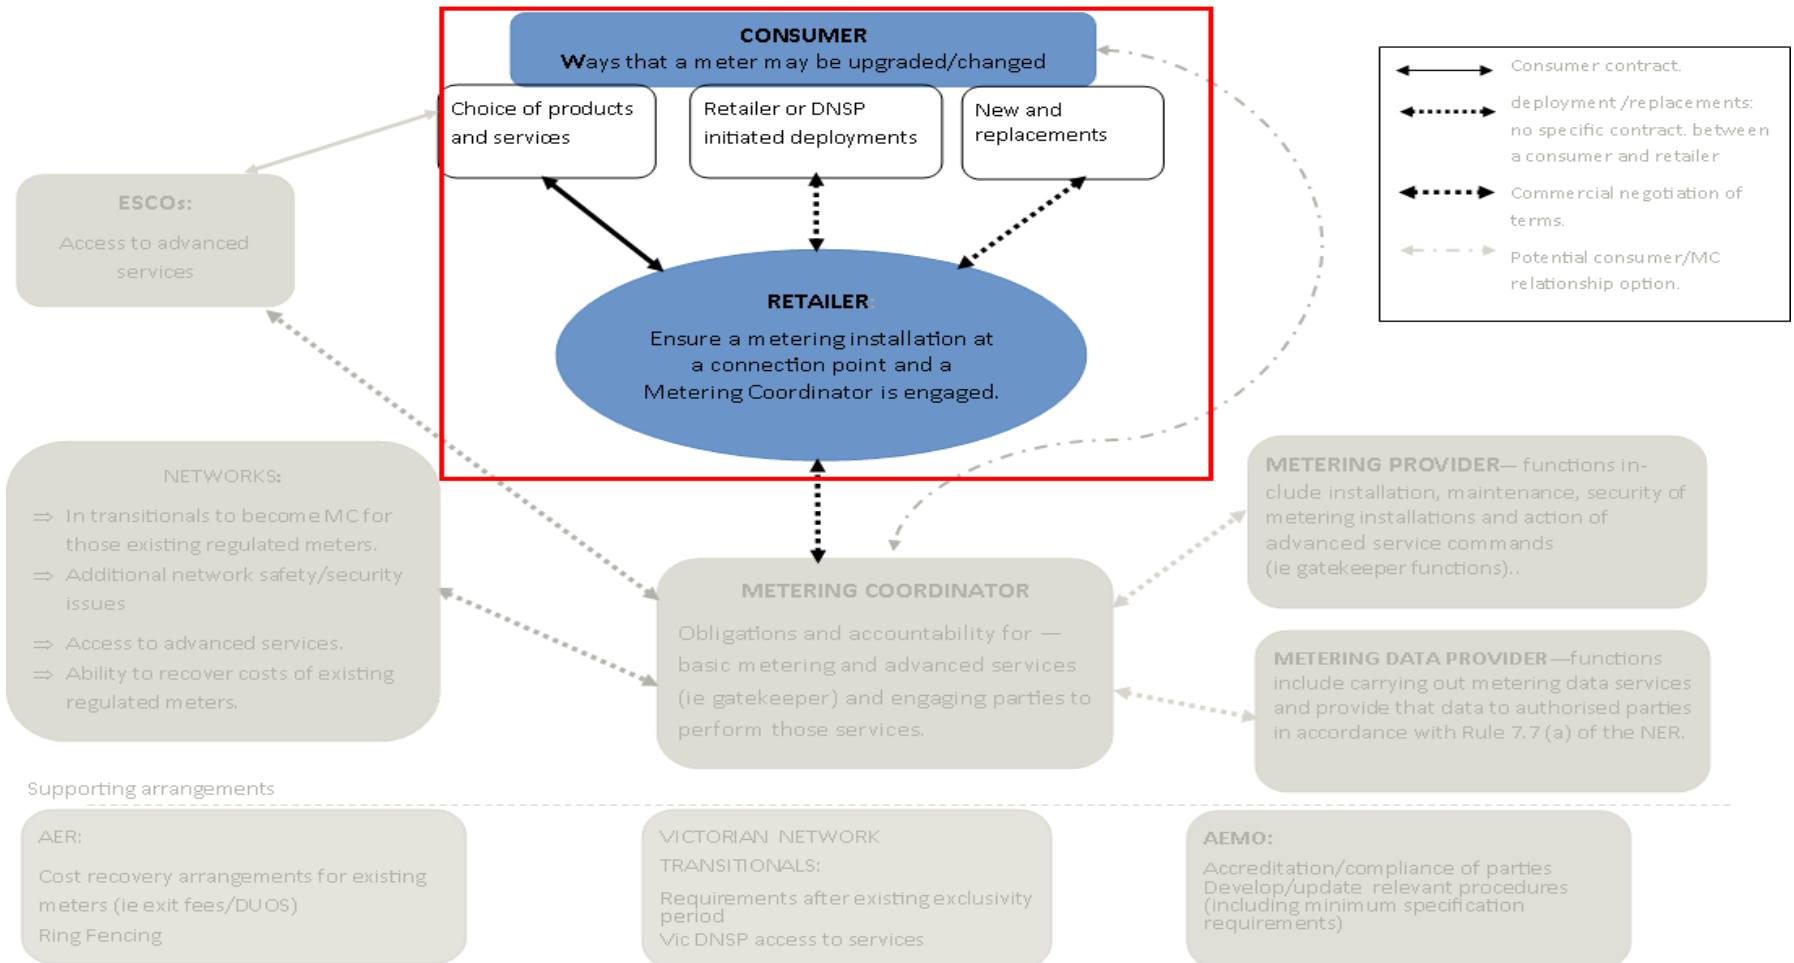 CONSUMER
Ways that a meter may be upgraded/changed
Choice of products
and services
Retailer or DNSP
initiated deployments
New and
replacements
Consumer contract.
deployment /replacements:
no specific contract. between
a consumer and retailer
Commercial negotiation of
terms.
Potential consumer/MC
relationship option.
ESCOs:
Access to advanced
services
RETAILER:
Ensure a metering installation at
a connection point and a
Metering Coordinator is engaged.
NETWORKS:
⇒ In transitionals to become MC for
those existing regulated meters.
⇒ Additional network safety/security
issues
⇒ Access to advanced services.
⇒ Ability to recover costs of existing
regulated meters.
METERING COORDINATOR
Obligations and accountability for —
basic metering and advanced services
(ie gatekeeper) and engaging parties to
perform those services.
METERING PROVIDER— functions in-
clude installation, maintenance, security of
metering installations and action of
advanced service commands
(ie gatekeeper functions)..
METERING DATA PROVIDER —functions
include carrying out metering data services
and provide that data to authorised parties
in accordance with Rule 7.7 (a) of the NER.
Supporting arrangements
AER:
Cost recovery arrangements for existing
meters (ie exit fees/DUOS)
Ring Fencing
VICTORIAN NETWORK
TRANSITIONALS:
Requirements after existing exclusivity
period
Vic DNSP access to services
AEMO:
Accreditation/compliance of parties
Develop/update relevant procedures
(including minimum specification
requirements)